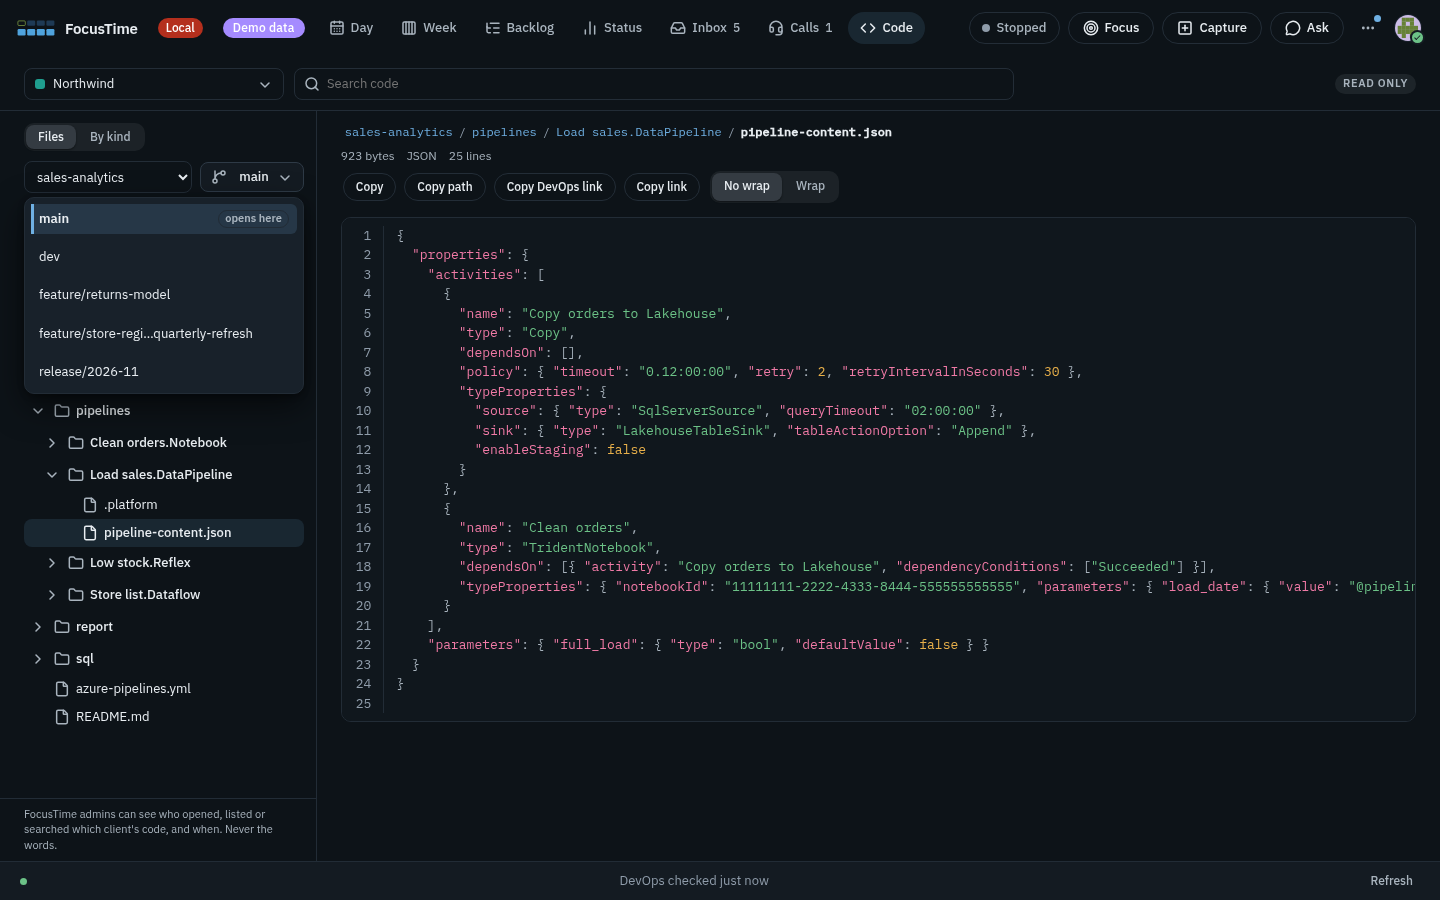 FocusTime
Local
Demo data
Day
Week
Backlog
Status
Inbox 5
Calls 1
Code
Stopped
Focus
Capture
Ask
Northwind
Search code
READ ONLY
Files
By kind
sales-analytics
main
main
opens here
dev
feature/returns-model
feature/store-regi...quarterly-refresh
release/2026-11
pipelines
Clean orders.Notebook
Load sales.DataPipeline
.platform
pipeline-content.json
Low stock.Reflex
Store list.Dataflow
report
sql
azure-pipelines.yml
README.md
FocusTime admins can see who opened, listed or
searched which client's code, and when. Never the
words.
sales-analytics / pipelines / Load sales.DataPipeline / pipeline-content.json
923 bytes JSON 25 lines
Copy
Copy path
Copy DevOps link
Copy link
No wrap
Wrap
1 {
2   "properties": {
3     "activities": [
4       {
5         "name": "Copy orders to Lakehouse",
6         "type": "Copy",
7         "dependsOn": [],
8         "policy": { "timeout": "0.12:00:00", "retry": 2, "retryIntervalInSeconds": 30 },
9         "typeProperties": {
10           "source": { "type": "SqlServerSource", "queryTimeout": "02:00:00" },
11           "sink": { "type": "LakehouseTableSink", "tableActionOption": "Append" },
12           "enableStaging": false
13         }
14       },
15       {
16         "name": "Clean orders",
17         "type": "TridentNotebook",
18         "dependsOn": [{ "activity": "Copy orders to Lakehouse", "dependencyConditions": ["Succeeded"] }],
19         "typeProperties": { "notebookId": "11111111-2222-4333-8444-555555555555", "parameters": { "load_date": { "value": "@pipelin
20       }
21     ],
22     "parameters": { "full_load": { "type": "bool", "defaultValue": false } }
23   }
24 }
25
DevOps checked just now
Refresh